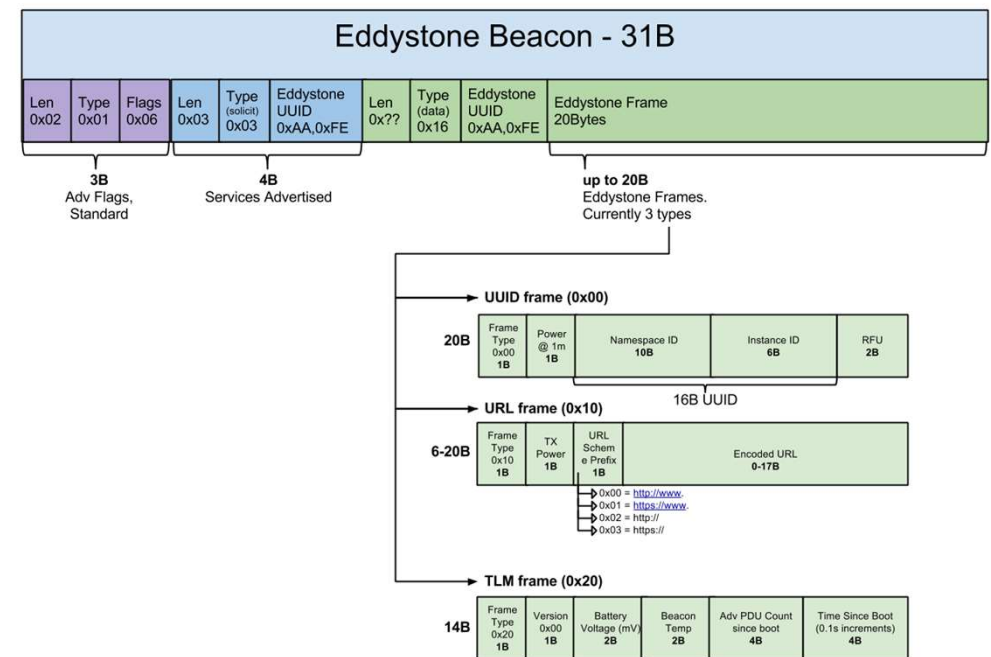 Eddystone Beacon - 31B
Len
0x02
Type
0x01
Flags
0x06
Len
0x03
Type
(solicit)
0x03
Eddystone
UUID
0xAA,0xFE
Len
0x??
Type
(data)
0x16
Eddystone
UUID
0xAA,0xFE
Eddystone Frame
20Bytes
3B
Adv Flags,
Standard
4B
Services Advertised
up to 20B
Eddystone Frames.
Currently 3 types
UUID frame (0x00)
20B
Frame
Type
0x00
1B
Power
@ 1m
1B
Namespace ID
10B
Instance ID
6B
RFU
2B
16B UUID
URL frame (0x10)
6-20B
Frame
Type
0x10
1B
TX
Power
1B
URL
Schem
e Prefix
1B
Encoded URL
0-17B
0x00 = http://www.
0x01 = https://www.
0x02 = http://
0x03 = https://
TLM frame (0x20)
14B
Frame
Type
0x20
1B
Version
0x00
1B
Battery
Voltage (mV)
2B
Beacon
Temp
2B
Adv PDU Count
since boot
4B
Time Since Boot
(0.1s increments)
4B